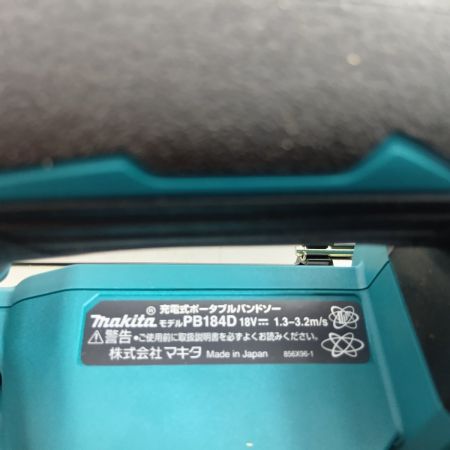 充電式ポータブルバンドソー
makita® モデルPB184D 18V⎓ 1.3-3.2m/s
⚠警告 •ご使用前に取扱説明書を必ずよくお読みください。
株式会社マキタ Made in Japan 856X96-1